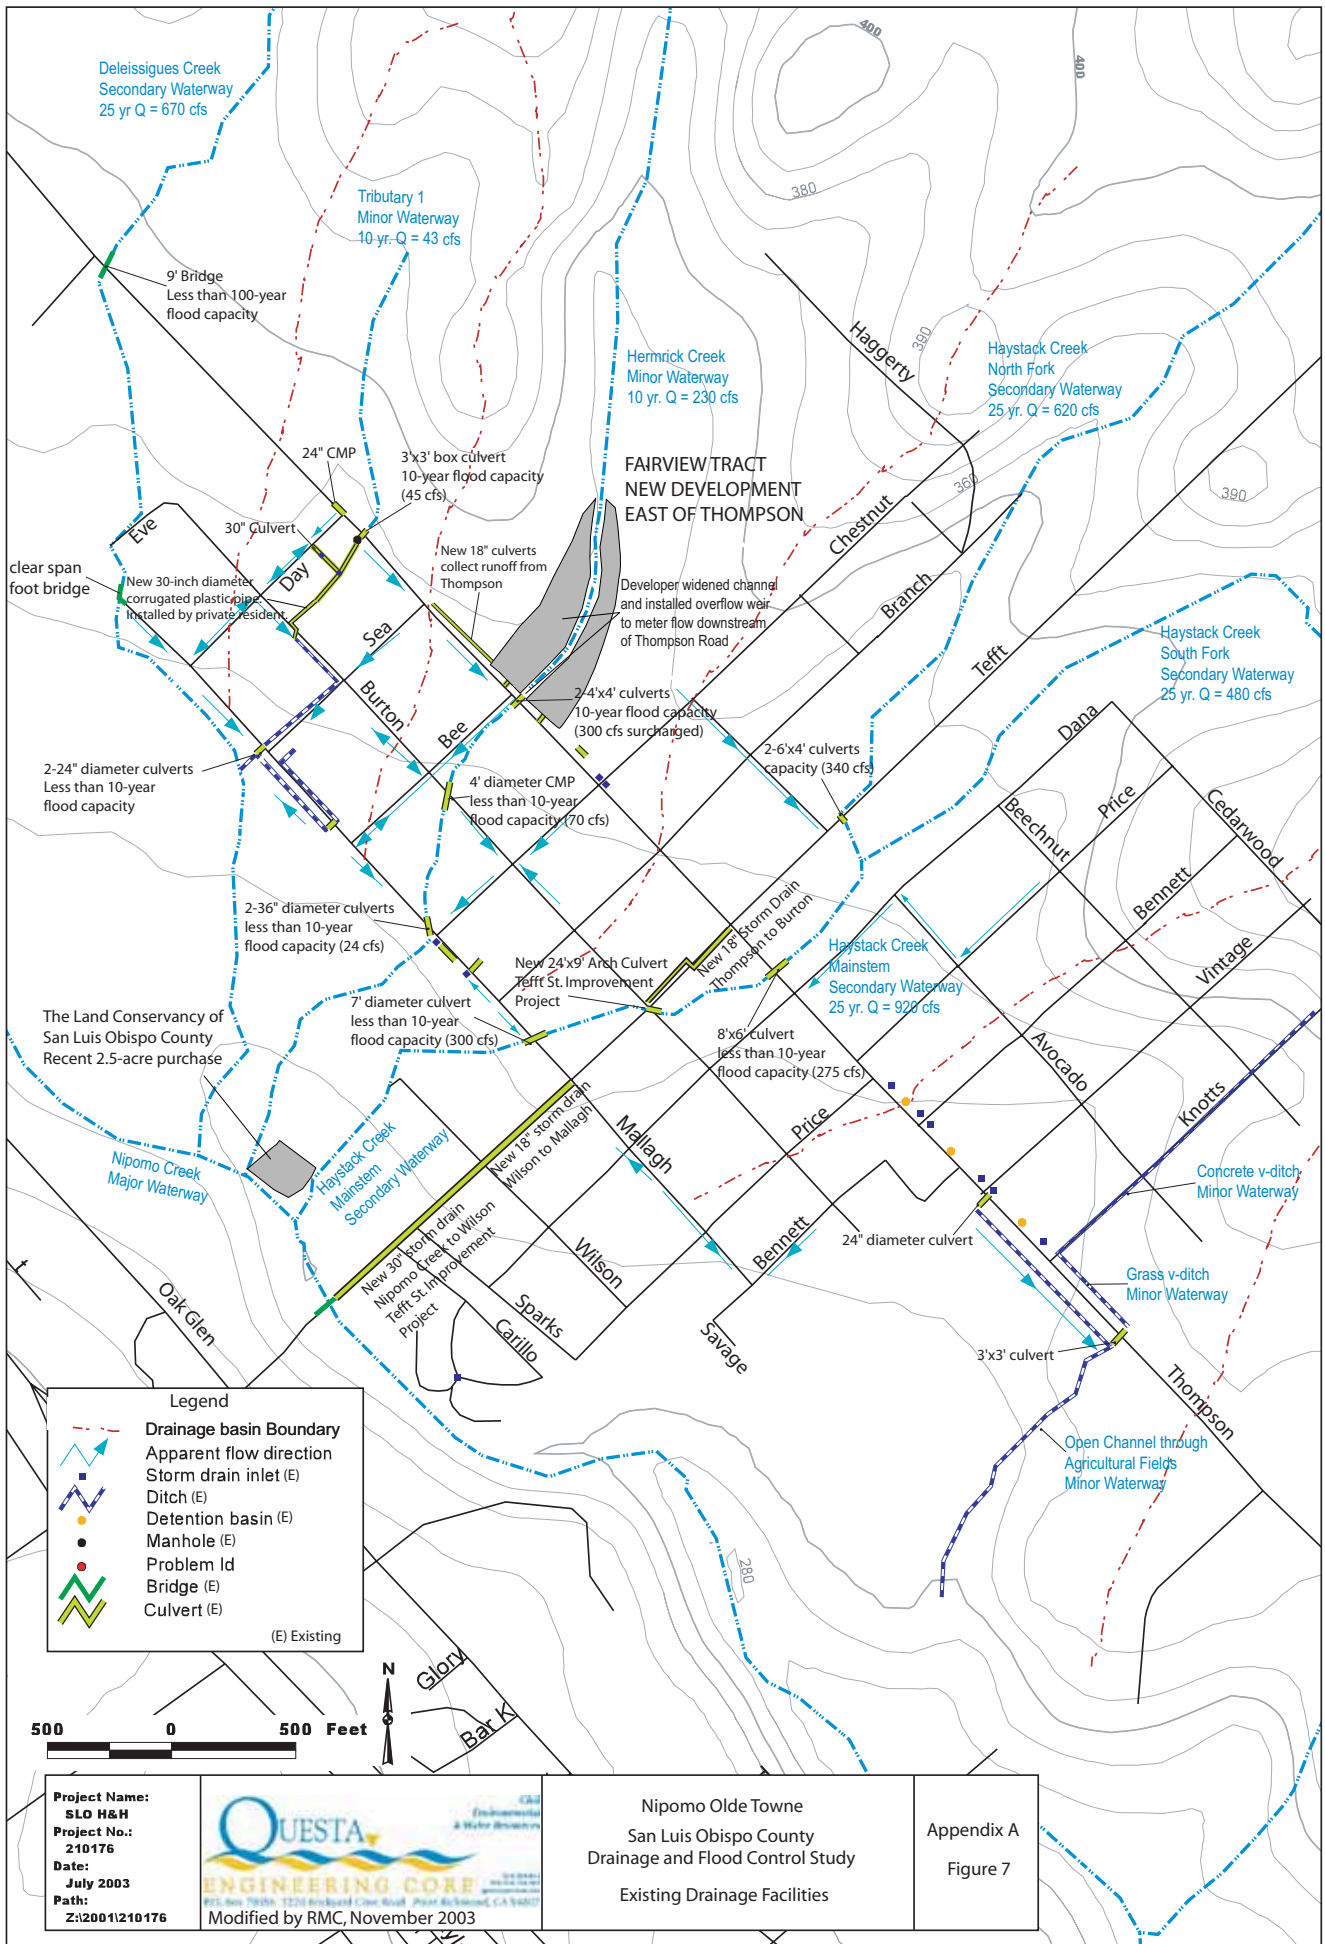 400
400
Deleissigues Creek
Secondary Waterway
25 yr Q = 670 cfs
380
Tributary 1
Minor Waterway
10 yr. Q = 43 cfs
9' Bridge
Less than 100-year
flood capacity
Haggerty
390
Hermrick Creek
Minor Waterway
10 yr. Q = 230 cfs
Haystack Creek
North Fork
Secondary Waterway
25 yr. Q = 620 cfs
24" CMP
3'x3' box culvert
10-year flood capacity
(45 cfs)
FAIRVIEW TRACT
NEW DEVELOPMENT
EAST OF THOMPSON
360
390
Eve
30" Culvert
Chestnut
clear span
foot bridge
Day
New 30-inch diameter
corrugated plastic pipe.
Installed by private resident.
New 18" culverts
collect runoff from
Thompson
Developer widened channel
and installed overflow weir
to meter flow downstream
of Thompson Road
Branch
Sea
Tefft
Haystack Creek
South Fork
Secondary Waterway
25 yr. Q = 480 cfs
Burton
Bee
2-4'x4' culverts
10-year flood capacity
(300 cfs surcharged)
Dana
2-6'x4' culverts
capacity (340 cfs)
2-24" diameter culverts
Less than 10-year
flood capacity
4' diameter CMP
less than 10-year
flood capacity (70 cfs)
Beechnut
Price
Cedarwood
2-36" diameter culverts
less than 10-year
flood capacity (24 cfs)
New 18" Storm Drain
Thompson to Burton
Bennett
Vintage
New 24'x9' Arch Culvert
Tefft St. Improvement
Project
Haystack Creek
Mainstem
Secondary Waterway
25 yr. Q = 920 cfs
7' diameter culvert
less than 10-year
flood capacity (300 cfs)
The Land Conservancy of
San Luis Obispo County
Recent 2.5-acre purchase
8'x6' culvert
less than 10-year
flood capacity (275 cfs)
Avocado
Knotts
Price
Mallagh
New 18" storm drain
Wilson to Mallagh
Nipomo Creek
Major Waterway
Haystack Creek
Mainstem
Secondary Waterway
Concrete v-ditch
Minor Waterway
New 30" storm drain
Nipomo Creek to Wilson
Tefft St. Improvement
Project
Bennett
24" diameter culvert
Wilson
Grass v-ditch
Minor Waterway
Oak Glen
Sparks
Carillo
Savage
3'x3' culvert
Thompson
Open Channel through
Agricultural Fields
Minor Waterway
Legend
Drainage basin Boundary
Apparent flow direction
Storm drain inlet (E)
Ditch (E)
Detention basin (E)
Manhole (E)
Problem Id
Bridge (E)
Culvert (E)
(E) Existing
280
Glory
Bar K
N
500 0 500 Feet
Project Name:
SLO H&H
Project No.:
210176
Date:
July 2003
Path:
Z:\2001\210176
QUESTA
ENGINEERING CORP
Modified by RMC, November 2003
Nipomo Olde Towne
San Luis Obispo County
Drainage and Flood Control Study
Existing Drainage Facilities
Appendix A
Figure 7